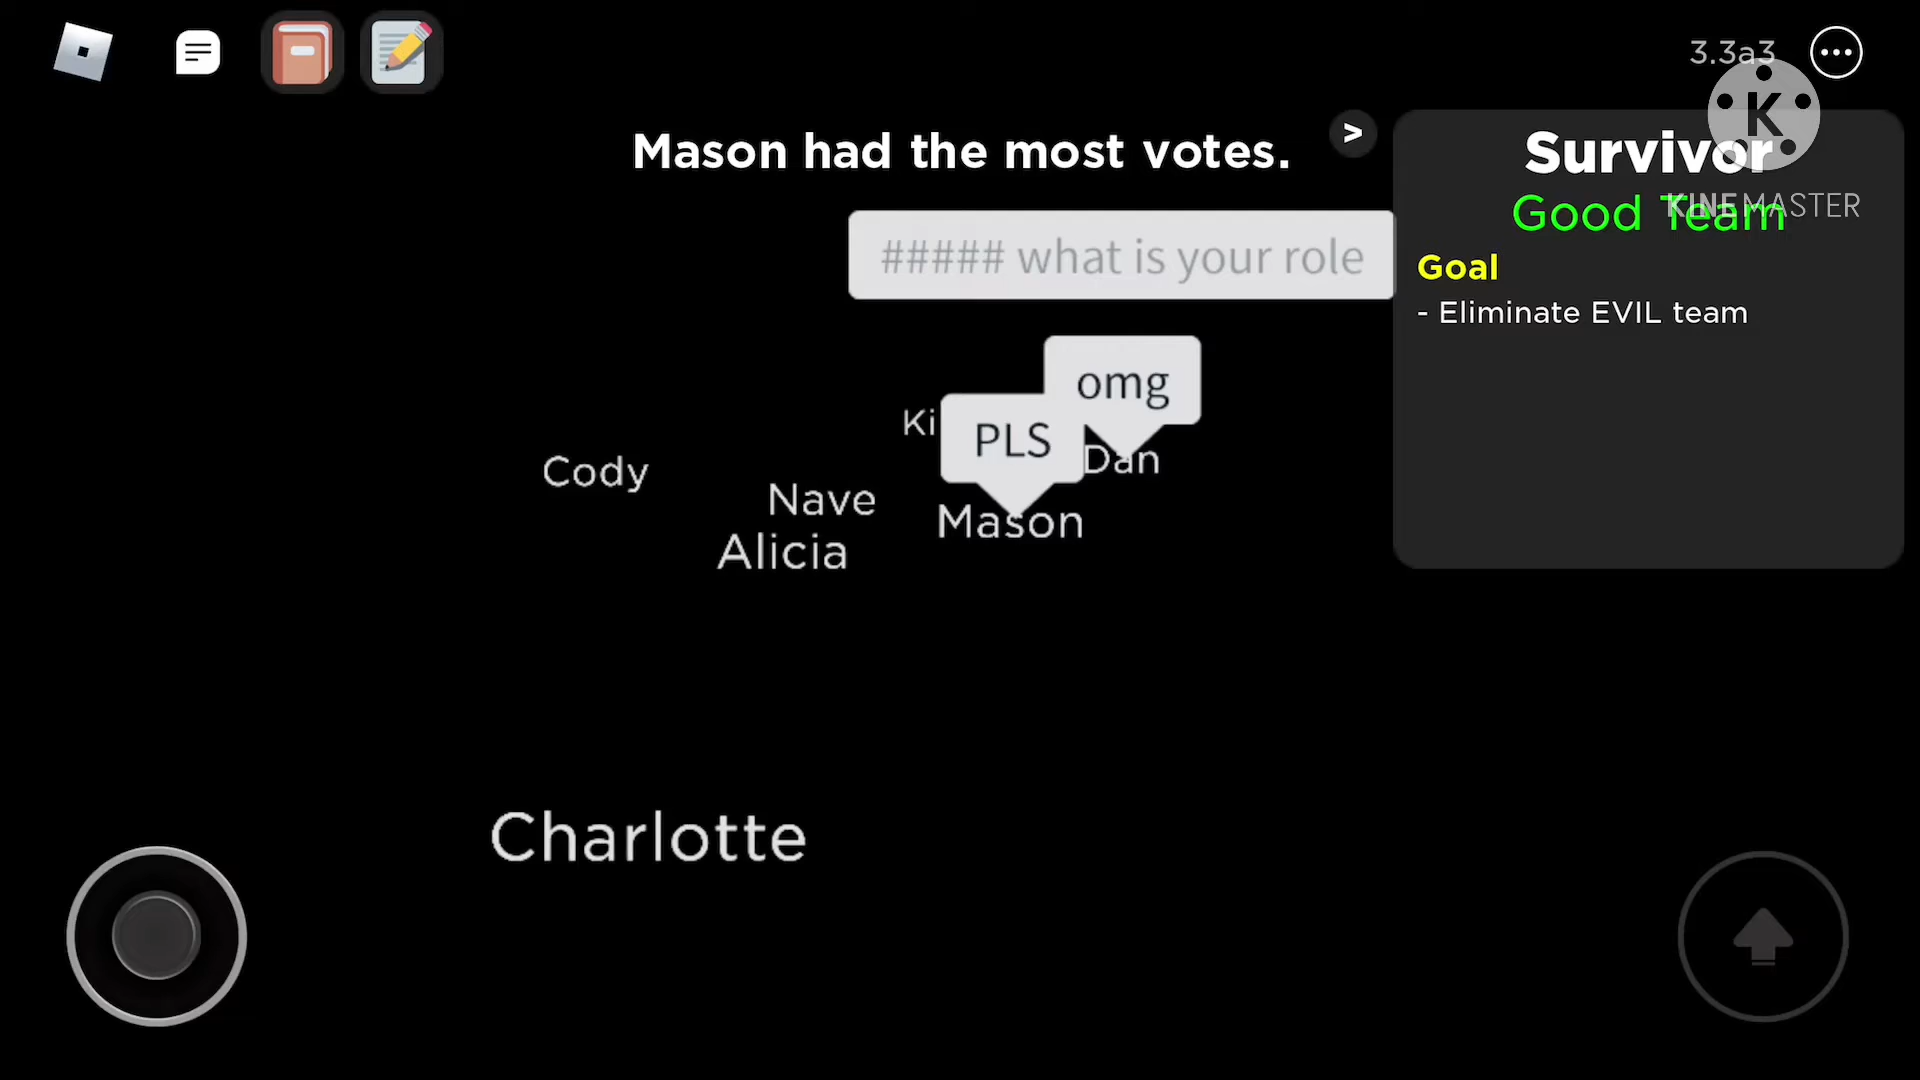 3.3a3
K
KINEMASTER
Mason had the most votes.
>
Survivor
Good Team
Goal
- Eliminate EVIL team
##### what is your role
omg
PLS
Ki
Dan
Cody
Nave
Mason
Alicia
Charlotte